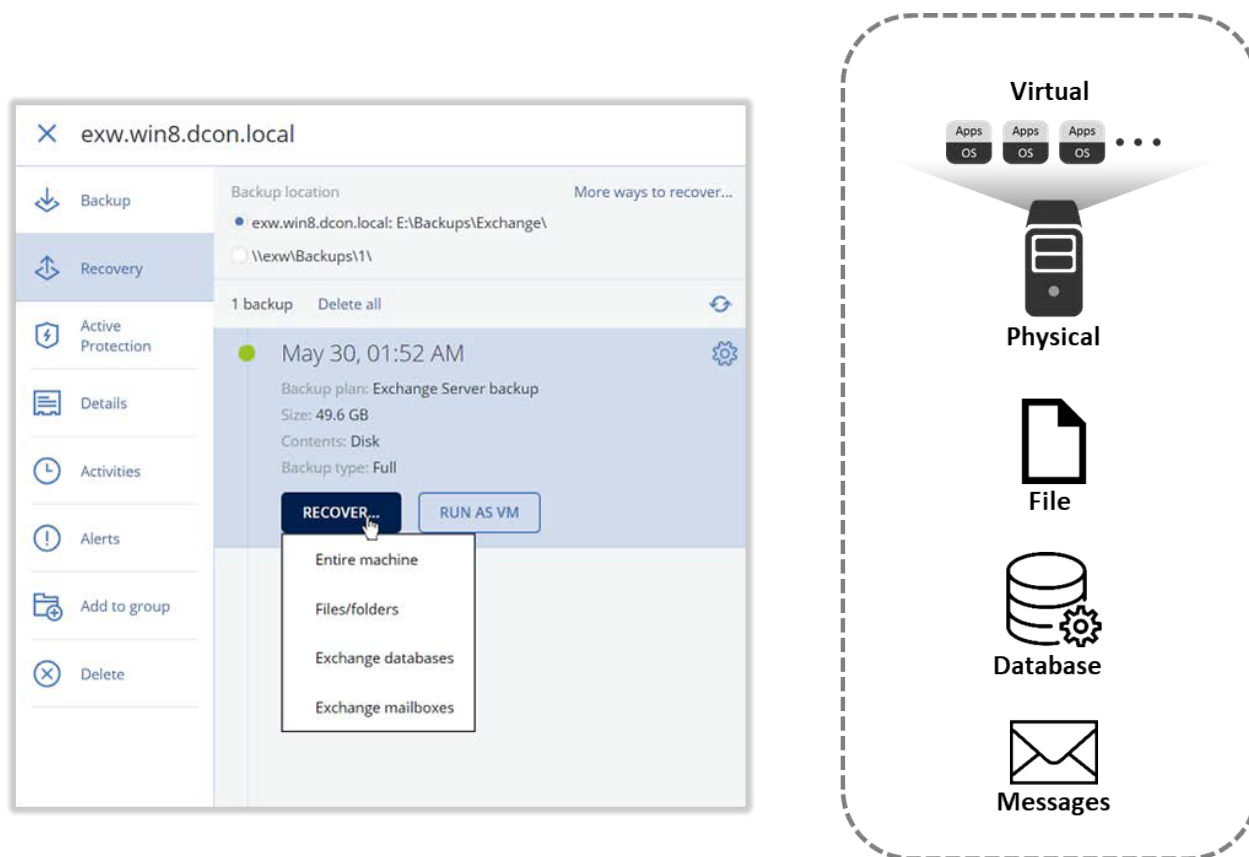 exw.win8.dcon.local
Backup
Recovery
Active
Protection
Details
Activities
Alerts
Add to group
Delete
Backup location
More ways to recover...
exw.win8.dcon.local: E:\Backups\Exchange\
\\exw\Backups\1\
1 backup
Delete all
May 30, 01:52 AM
Backup plan: Exchange Server backup
Size: 49.6 GB
Contents: Disk
Backup type: Full
RECOVER...
RUN AS VM
Entire machine
Files/folders
Exchange databases
Exchange mailboxes
Virtual
Apps Apps Apps
OS OS OS
Physical
File
Database
Messages